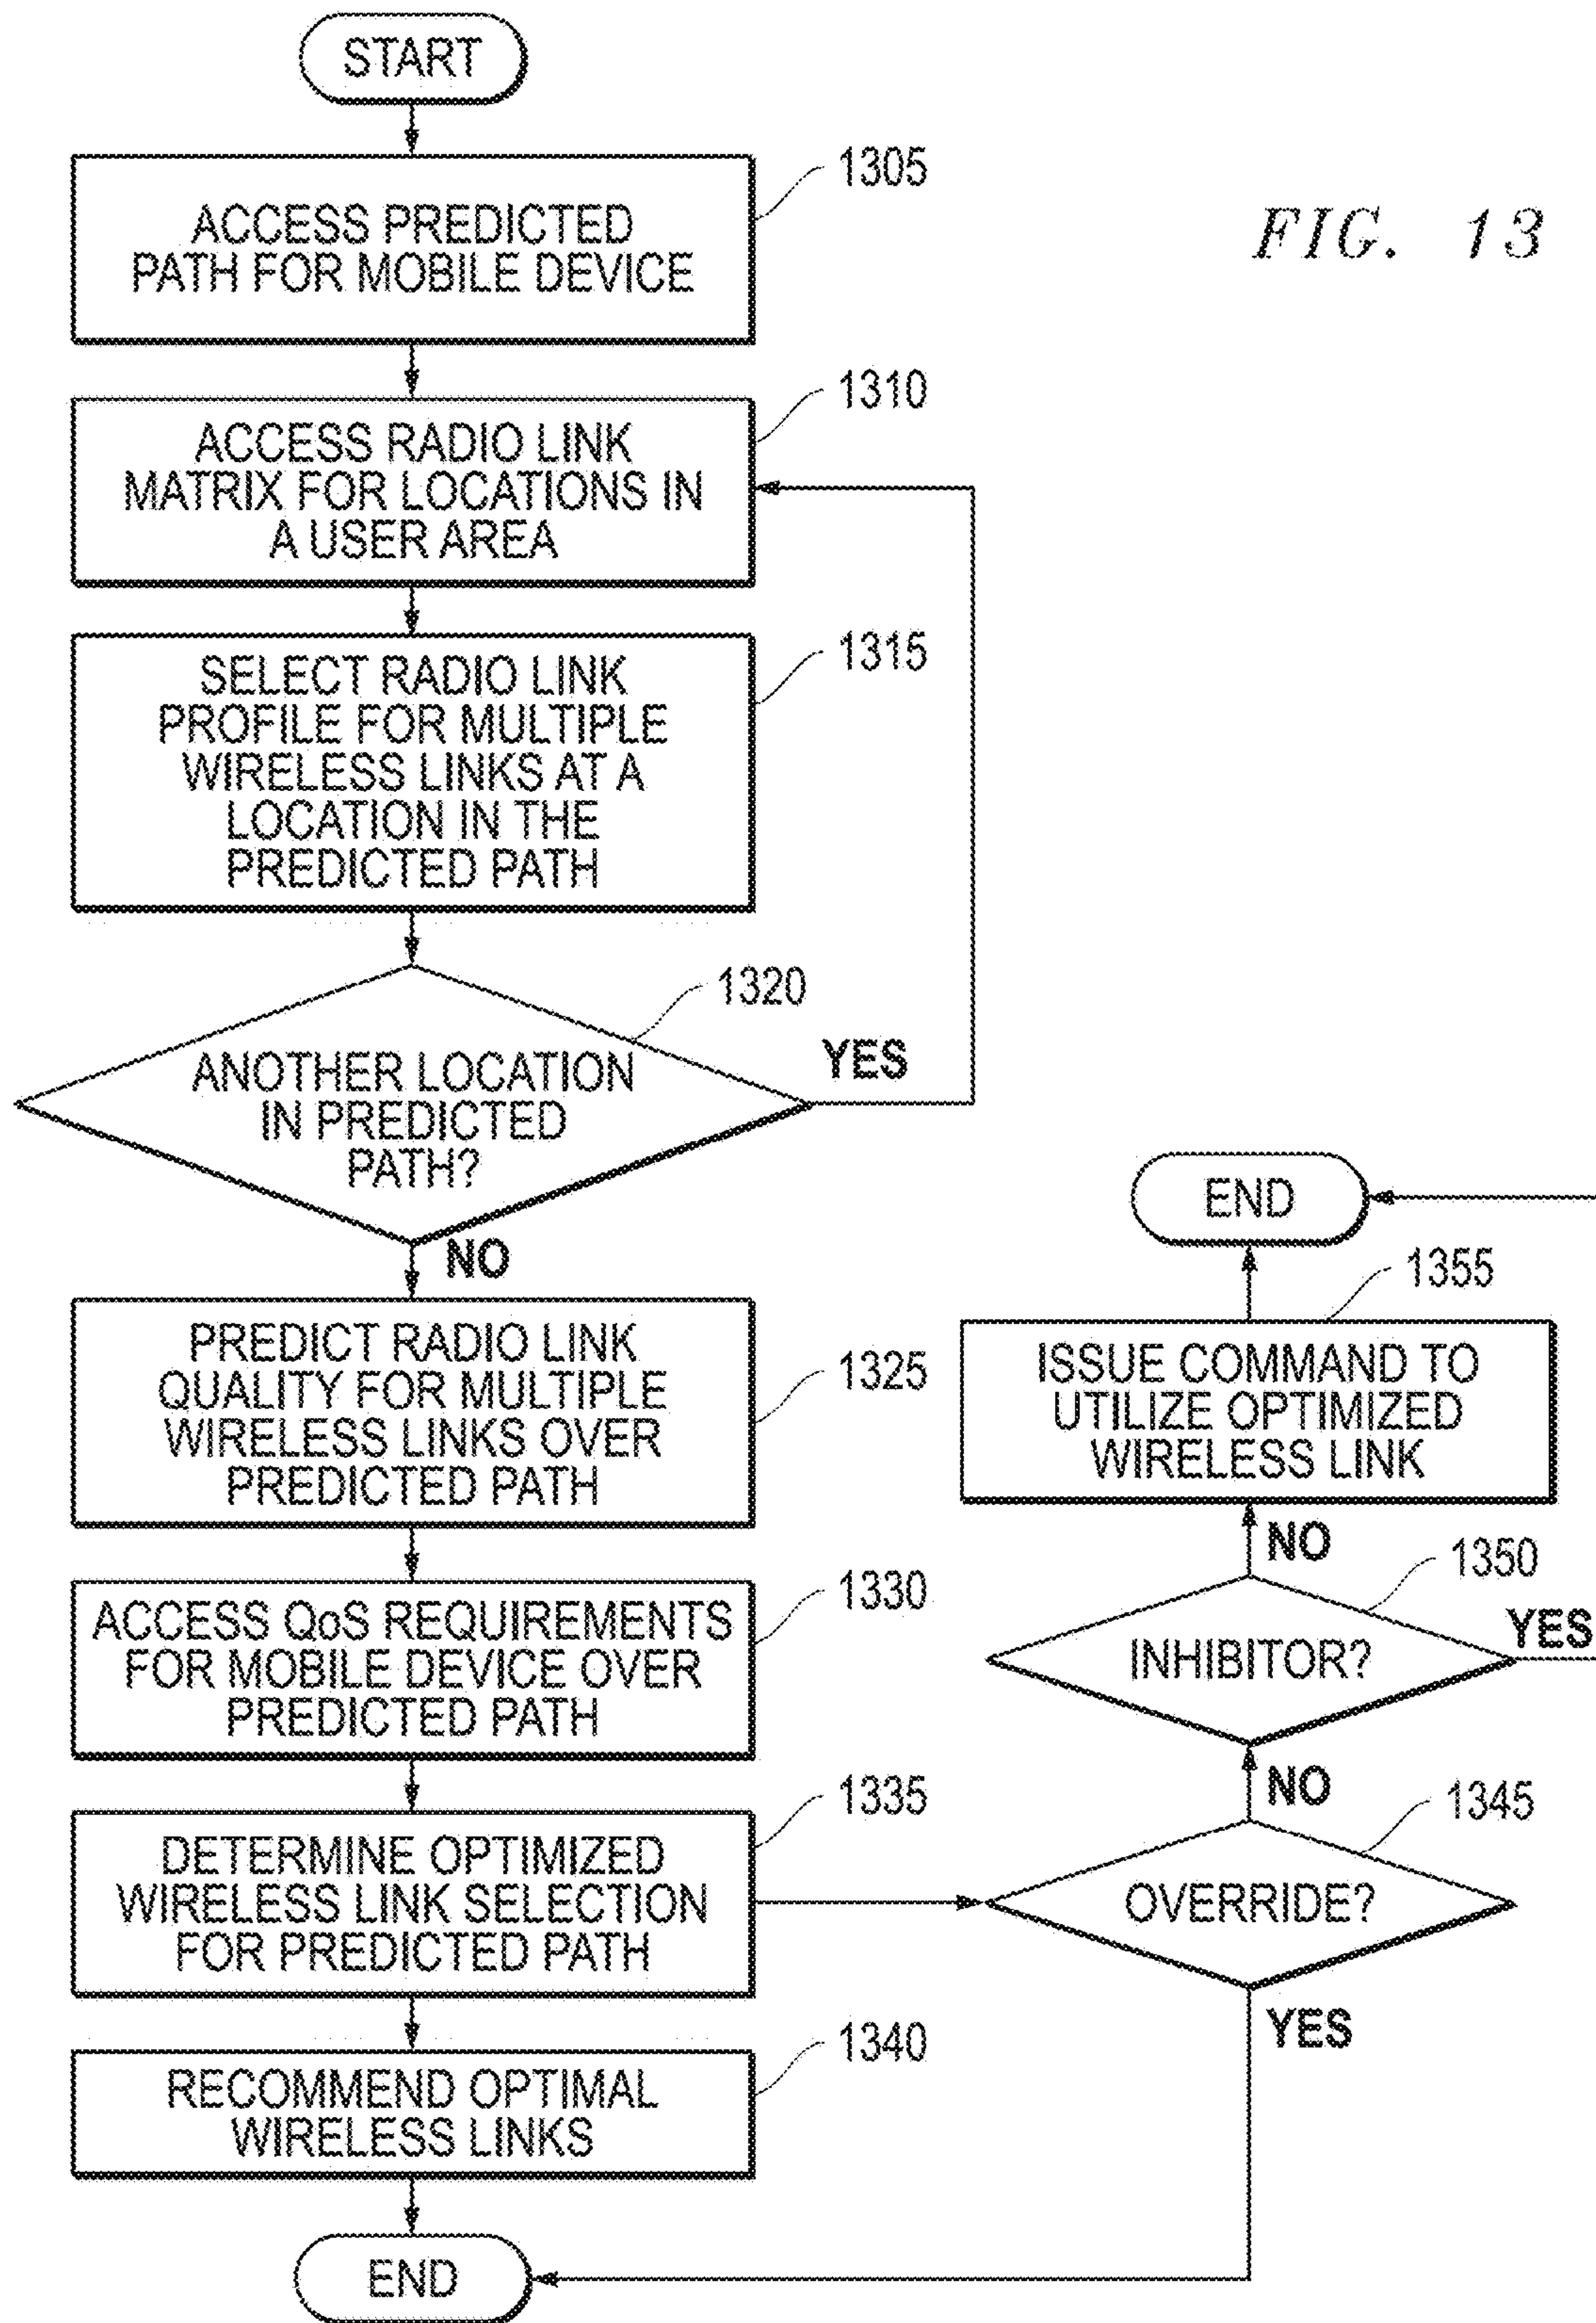 START
1305
FIG. 13
ACCESS PREDICTED
PATH FOR MOBILE DEVICE
1310
ACCESS RADIO LINK
MATRIX FOR LOCATIONS IN
A USER AREA
1315
SELECT RADIO LINK
PROFILE FOR MULTIPLE
WIRELESS LINKS AT A
LOCATION IN THE
PREDICTED PATH
1320
YES
ANOTHER LOCATION
IN PREDICTED
PATH?
NO
PREDICT RADIO LINK
QUALITY FOR MULTIPLE
WIRELESS LINKS OVER
PREDICTED PATH
1325
ACCESS QoS REQUIREMENTS
FOR MOBILE DEVICE OVER
PREDICTED PATH
1330
1335
DETERMINE OPTIMIZED
WIRELESS LINK SELECTION
FOR PREDICTED PATH
1340
RECOMMEND OPTIMAL
WIRELESS LINKS
END
END
1355
ISSUE COMMAND TO
UTILIZE OPTIMIZED
WIRELESS LINK
NO
1350
YES
INHIBITOR?
NO
1345
OVERRIDE?
YES